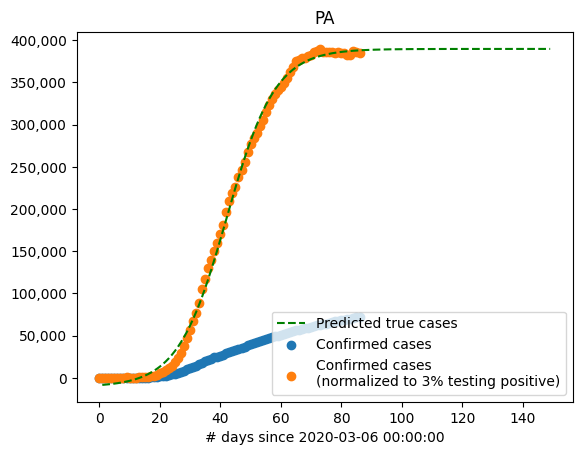 PA
400,000
350,000
300,000
250,000
200,000
150,000
100,000
50,000
0
Predicted true cases
Confirmed cases
Confirmed cases
(normalized to 3% testing positive)
0 20 40 60 80 100 120 140
# days since 2020-03-06 00:00:00